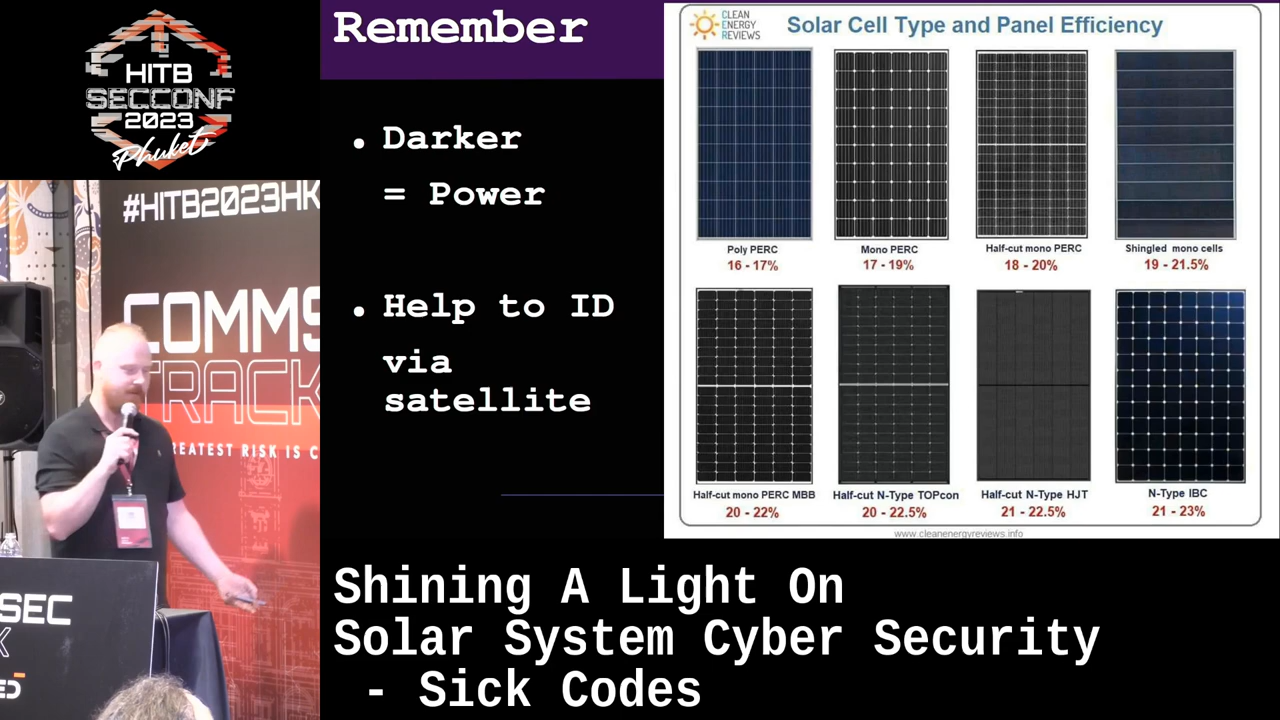 HITB
SECCONF
2023
Phuket
#HITB2023HK
COMMS
TRACK
REATEST RISK IS
SEC
Remember
• Darker
= Power
• Help to ID
via
satellite
CLEAN
ENERGY
REVIEWS
Solar Cell Type and Panel Efficiency
Poly PERC
16 - 17%
Mono PERC
17 - 19%
Half-cut mono PERC
18 - 20%
Shingled mono cells
19 - 21.5%
Half-cut mono PERC MBB
20 - 22%
Half-cut N-Type TOPcon
20 - 22.5%
Half-cut N-Type HJT
21 - 22.5%
N-Type IBC
21 - 23%
www.cleanenergyreviews.info
Shining A Light On
Solar System Cyber Security
- Sick Codes